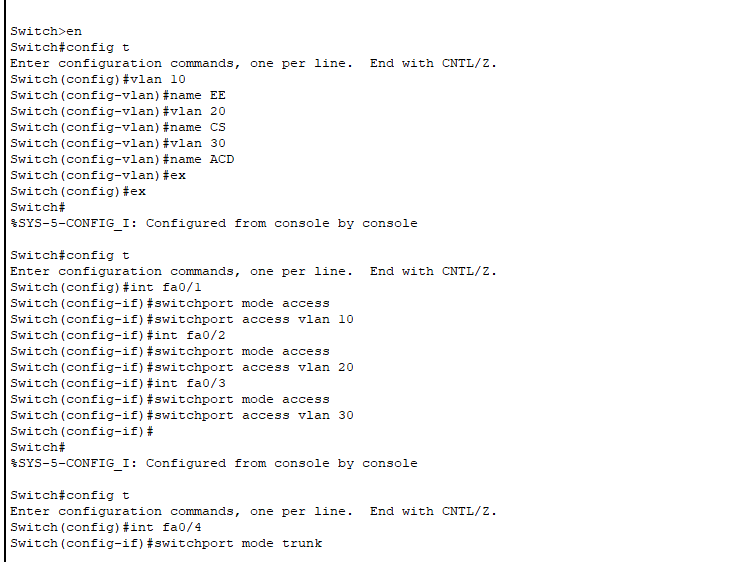 Switch>en
Switch#config t
Enter configuration commands, one per line.  End with CNTL/Z.
Switch(config)#vlan 10
Switch(config-vlan)#name EE
Switch(config-vlan)#vlan 20
Switch(config-vlan)#name CS
Switch(config-vlan)#vlan 30
Switch(config-vlan)#name ACD
Switch(config-vlan)#ex
Switch(config)#ex
Switch#
%SYS-5-CONFIG_I: Configured from console by console
Switch#config t
Enter configuration commands, one per line.  End with CNTL/Z.
Switch(config)#int fa0/1
Switch(config-if)#switchport mode access
Switch(config-if)#switchport access vlan 10
Switch(config-if)#int fa0/2
Switch(config-if)#switchport mode access
Switch(config-if)#switchport access vlan 20
Switch(config-if)#int fa0/3
Switch(config-if)#switchport mode access
Switch(config-if)#switchport access vlan 30
Switch(config-if)#
Switch#
%SYS-5-CONFIG_I: Configured from console by console
Switch#config t
Enter configuration commands, one per line.  End with CNTL/Z.
Switch(config)#int fa0/4
Switch(config-if)#switchport mode trunk